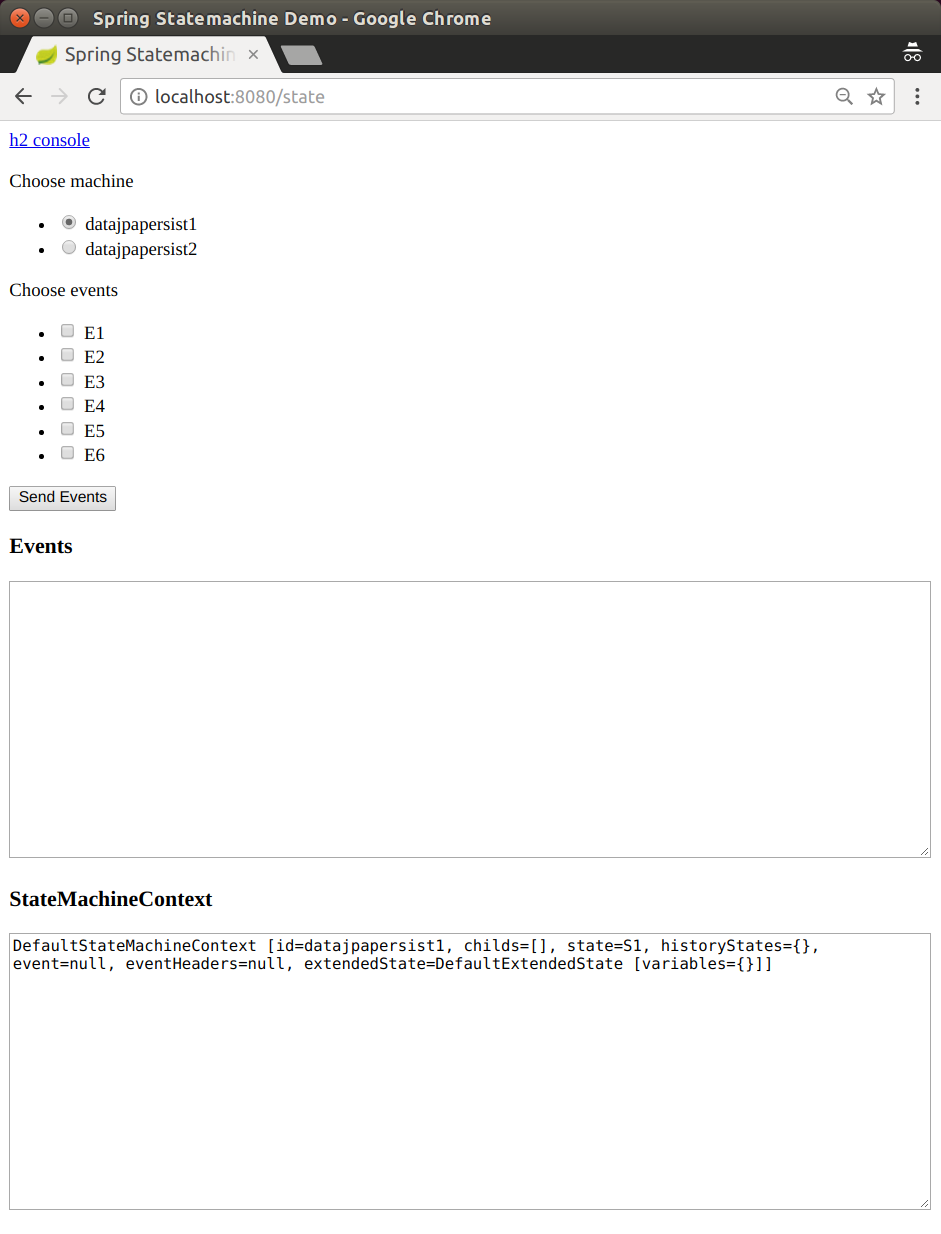 Spring Statemachine Demo - Google Chrome
Spring Statemachin
localhost:8080/state
h2 console
Choose machine
datajpapersist1
datajpapersist2
Choose events
E1
E2
E3
E4
E5
E6
Send Events
Events
StateMachineContext
DefaultStateMachineContext [id=datajpapersist1, childs=[], state=S1, historyStates={},
event=null, eventHeaders=null, extendedState=DefaultExtendedState [variables={}]]